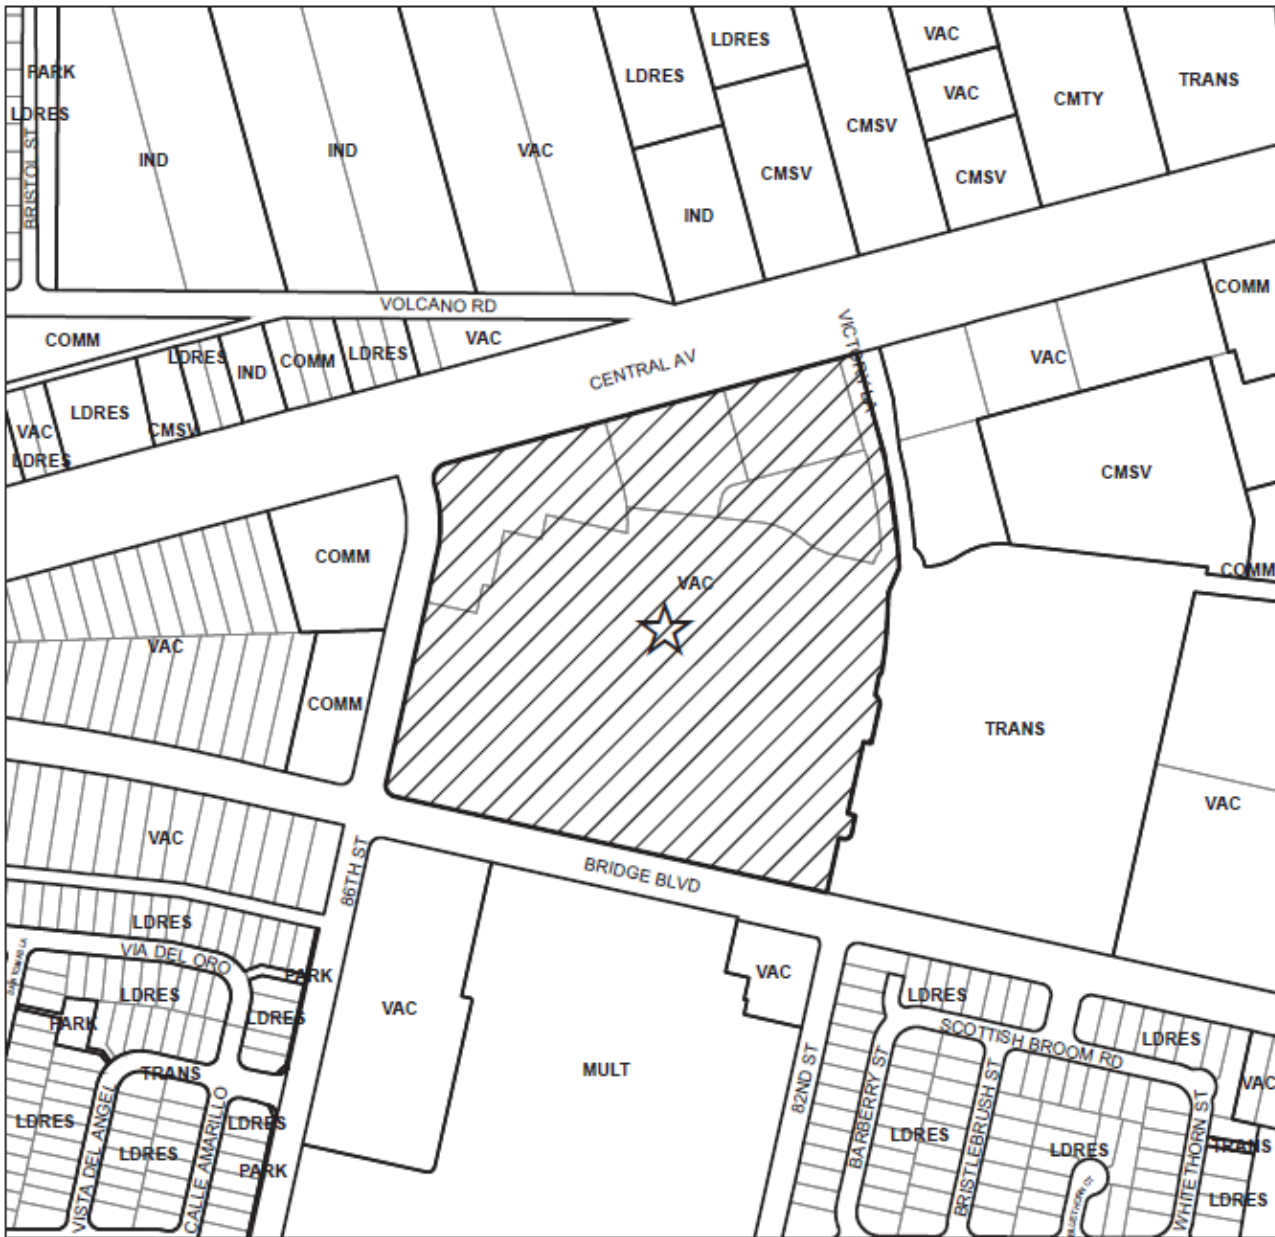 LDRES
VAC
PARK
LDRES
TRANS
VAC
CMTY
LDRES
CMSV
IND
IND
VAC
CMSV
CMSV
BRISTOL ST
IND
COMM
VOLCANO RD
COMM
VICTORY LA
VAC
LDRES
COMM
LDRES
VAC
IND
CENTRAL AV
LDRES
CMSV
VAC
LDRES
CMSV
COMM
COMM
VAC
VAC
COMM
TRANS
VAC
VAC
86TH ST
BRIDGE BLVD
LDRES
VIA DEL ORO
PARK
VAC
LDRES
LDRES
LDRES
VAC
PARK
LDRES
SCOTTISH BROOM RD
TRANS
MULT
82ND ST
VAC
LDRES
VISTA DEL ANGEL
LDRES
CALLE AMARILLO
LDRES
PARK
BARBERRY ST
LDRES
BRISTLEBRUSH ST
LDRES
BLUETHORN CT
WHITETHORN ST
TRANS
LDRES